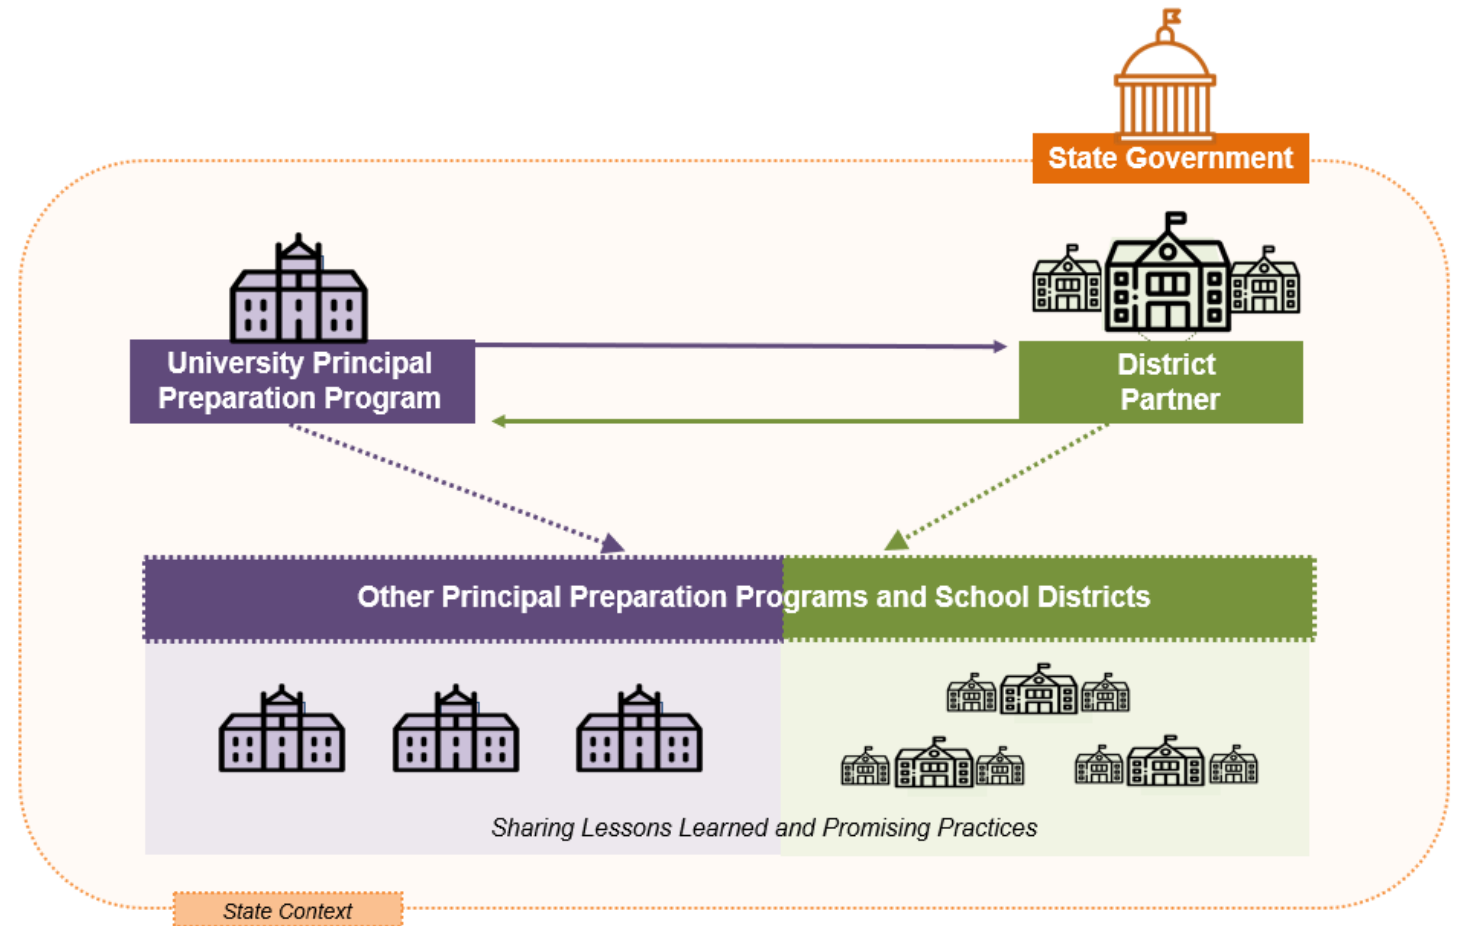 State Government
University Principal
Preparation Program
District
Partner
Other Principal Preparation Programs and School Districts
Sharing Lessons Learned and Promising Practices
State Context